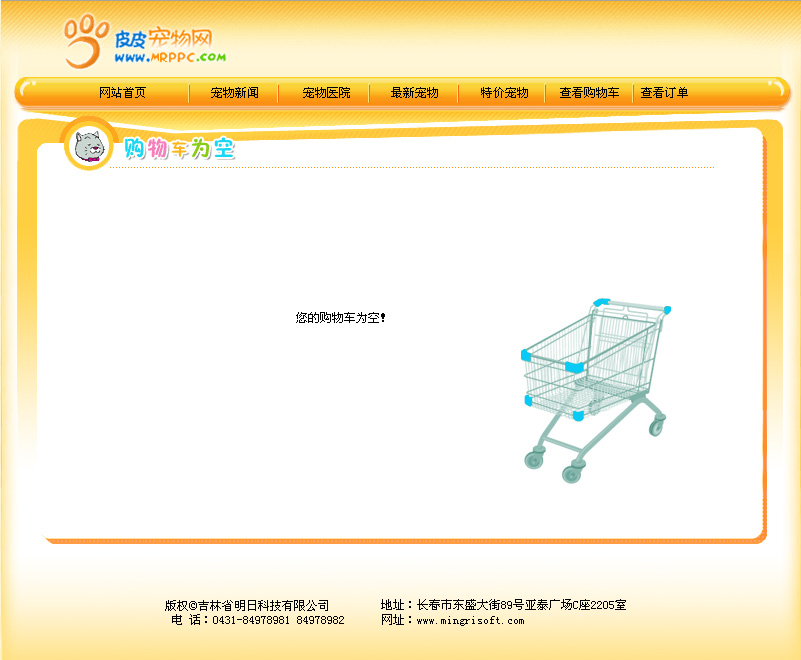 皮皮宠物网
WWW.MRPPC.COM
网站首页 宠物新闻 宠物医院 最新宠物 特价宠物 查看购物车 查看订单
购物车为空
您的购物车为空!
版权©吉林省明日科技有限公司 地址：长春市东盛大街89号亚泰广场C座2205室
电 话：0431-84978981 84978982 网址：www.mingrisoft.com